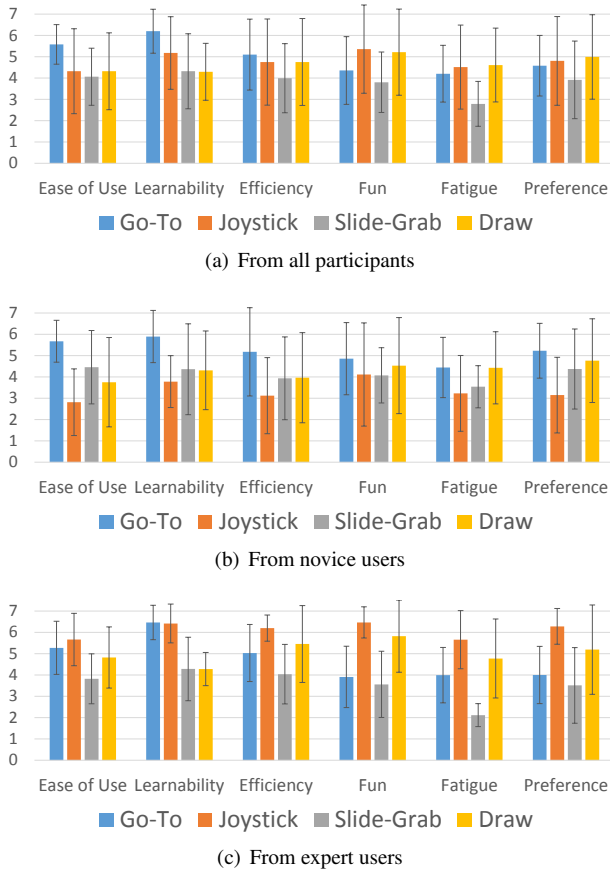 7
6
5
4
3
2
1
0
Ease of Use Learnability Efficiency Fun Fatigue Preference
Go-To Joystick Slide-Grab Draw
(a) From all participants
7
6
5
4
3
2
1
0
Ease of Use Learnability Efficiency Fun Fatigue Preference
Go-To Joystick Slide-Grab Draw
(b) From novice users
7
6
5
4
3
2
1
0
Ease of Use Learnability Efficiency Fun Fatigue Preference
Go-To Joystick Slide-Grab Draw
(c) From expert users